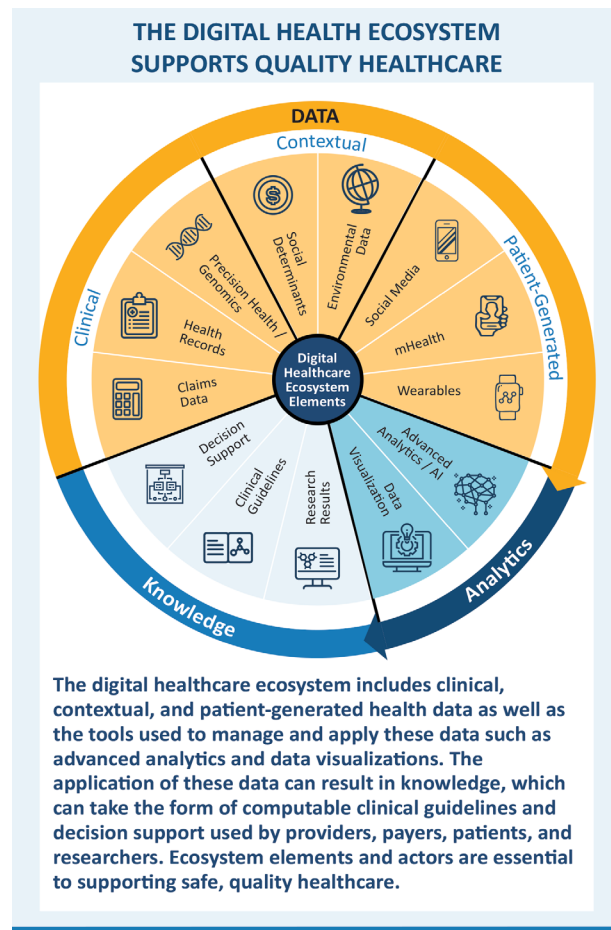 THE DIGITAL HEALTH ECOSYSTEM
SUPPORTS QUALITY HEALTHCARE
DATA
Contextual
Clinical
Patient-Generated
Claims
Data
Health
Records
Precision Health /
Genomics
Social
Determinants
Environmental
Data
Social Media
mHealth
Wearables
Digital
Healthcare
Ecosystem
Elements
Advanced
Analytics / AI
Data
Visualization
Research
Results
Clinical
Guidelines
Decision
Support
Analytics
Knowledge
The digital healthcare ecosystem includes clinical,
contextual, and patient-generated health data as well as
the tools used to manage and apply these data such as
advanced analytics and data visualizations. The
application of these data can result in knowledge, which
can take the form of computable clinical guidelines and
decision support used by providers, payers, patients, and
researchers. Ecosystem elements and actors are essential
to supporting safe, quality healthcare.